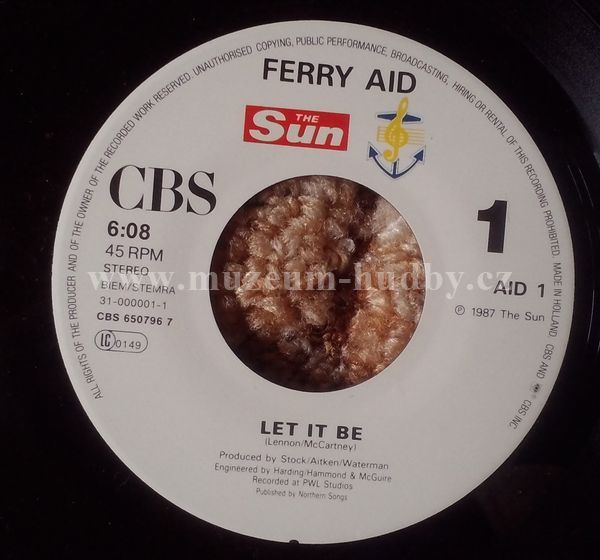 ALL RIGHTS OF THE PRODUCER AND OF THE OWNER OF THE RECORDED WORK RESERVED. UNAUTHORISED COPYING, PUBLIC PERFORMANCE, BROADCASTING, HIRING OR RENTAL OF THIS RECORDING PROHIBITED. MADE IN HOLLAND. CBS AND CBS INC.
FERRY AID
THE
Sun
CBS
6:08
45 RPM
STEREO
BIEM/STEMRA
31-000001-1
CBS 650796 7
LC 0149
1
AID 1
℗ 1987 The Sun
www.muzeum-hudby.cz
LET IT BE
(Lennon/McCartney)
Produced by Stock/Aitken/Waterman
Engineered by Harding/Hammond & McGuire
Recorded at PWL Studios
Published by Northern Songs